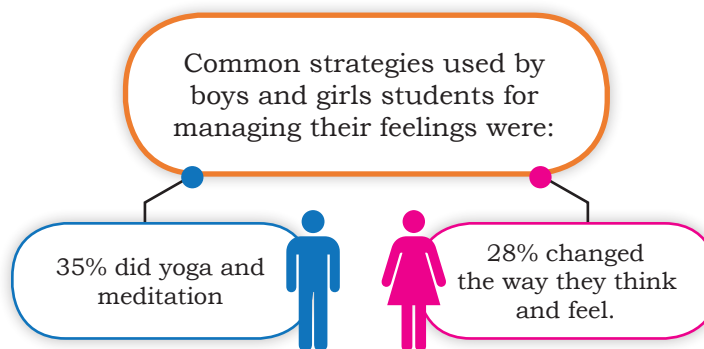 Common strategies used by
boys and girls students for
managing their feelings were:
35% did yoga and
meditation
28% changed
the way they think
and feel.